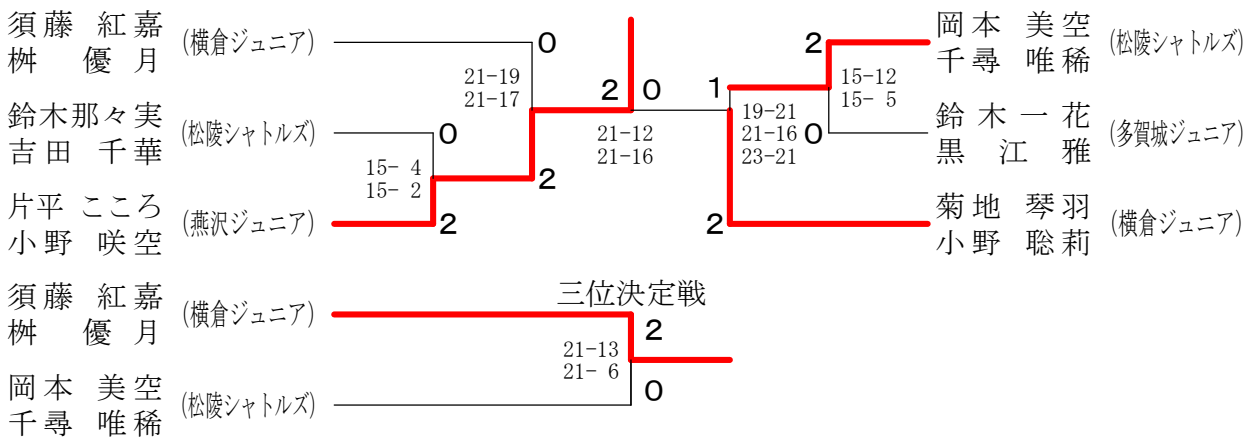 須藤 紅嘉
桝 優月
(横倉ジュニア)
0
21-19
21-17
鈴木那々実
吉田 千華
(松陵シャトルズ)
0
15- 4
15- 2
2
片平 こころ
小野 咲空
(燕沢ジュニア)
2
2 0
21-12
21-16
岡本 美空
千尋 唯稀
(松陵シャトルズ)
2
15-12
15- 5
1
19-21
21-16
23-21
0
鈴木一花
黒江雅
(多賀城ジュニア)
菊地 琴羽
小野 聡莉
(横倉ジュニア)
2
三位決定戦
須藤 紅嘉
桝 優月
(横倉ジュニア)
2
21-13
21- 6
岡本 美空
千尋 唯稀
(松陵シャトルズ)
0